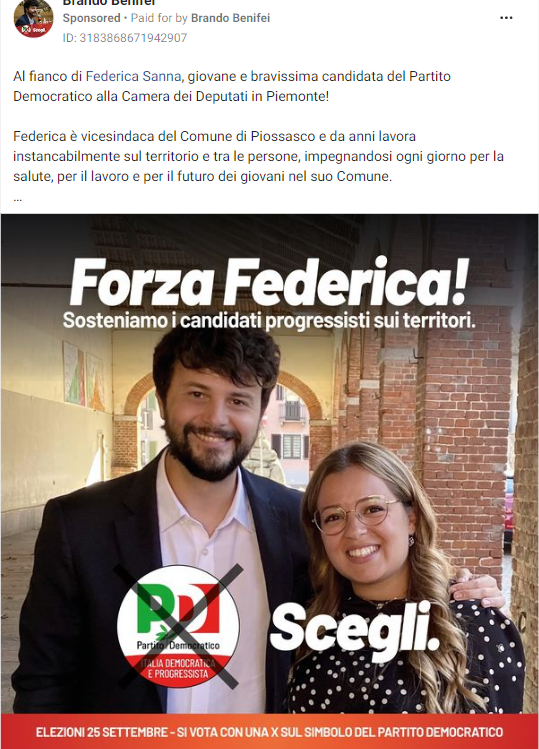 Brando Benifei
Sponsored • Paid for by Brando Benifei
ID: 3183868671942907
Al fianco di Federica Sanna, giovane e bravissima candidata del Partito
Democratico alla Camera dei Deputati in Piemonte!
Federica è vicesindaca del Comune di Piossasco e da anni lavora
instancabilmente sul territorio e tra le persone, impegnandosi ogni giorno per la
salute, per il lavoro e per il futuro dei giovani nel suo Comune.
...
Forza Federica!
Sosteniamo i candidati progressisti sui territori.
PD
Partito Democratico
ITALIA DEMOCRATICA
E PROGRESSISTA
Scegli.
ELEZIONI 25 SETTEMBRE - SI VOTA CON UNA X SUL SIMBOLO DEL PARTITO DEMOCRATICO